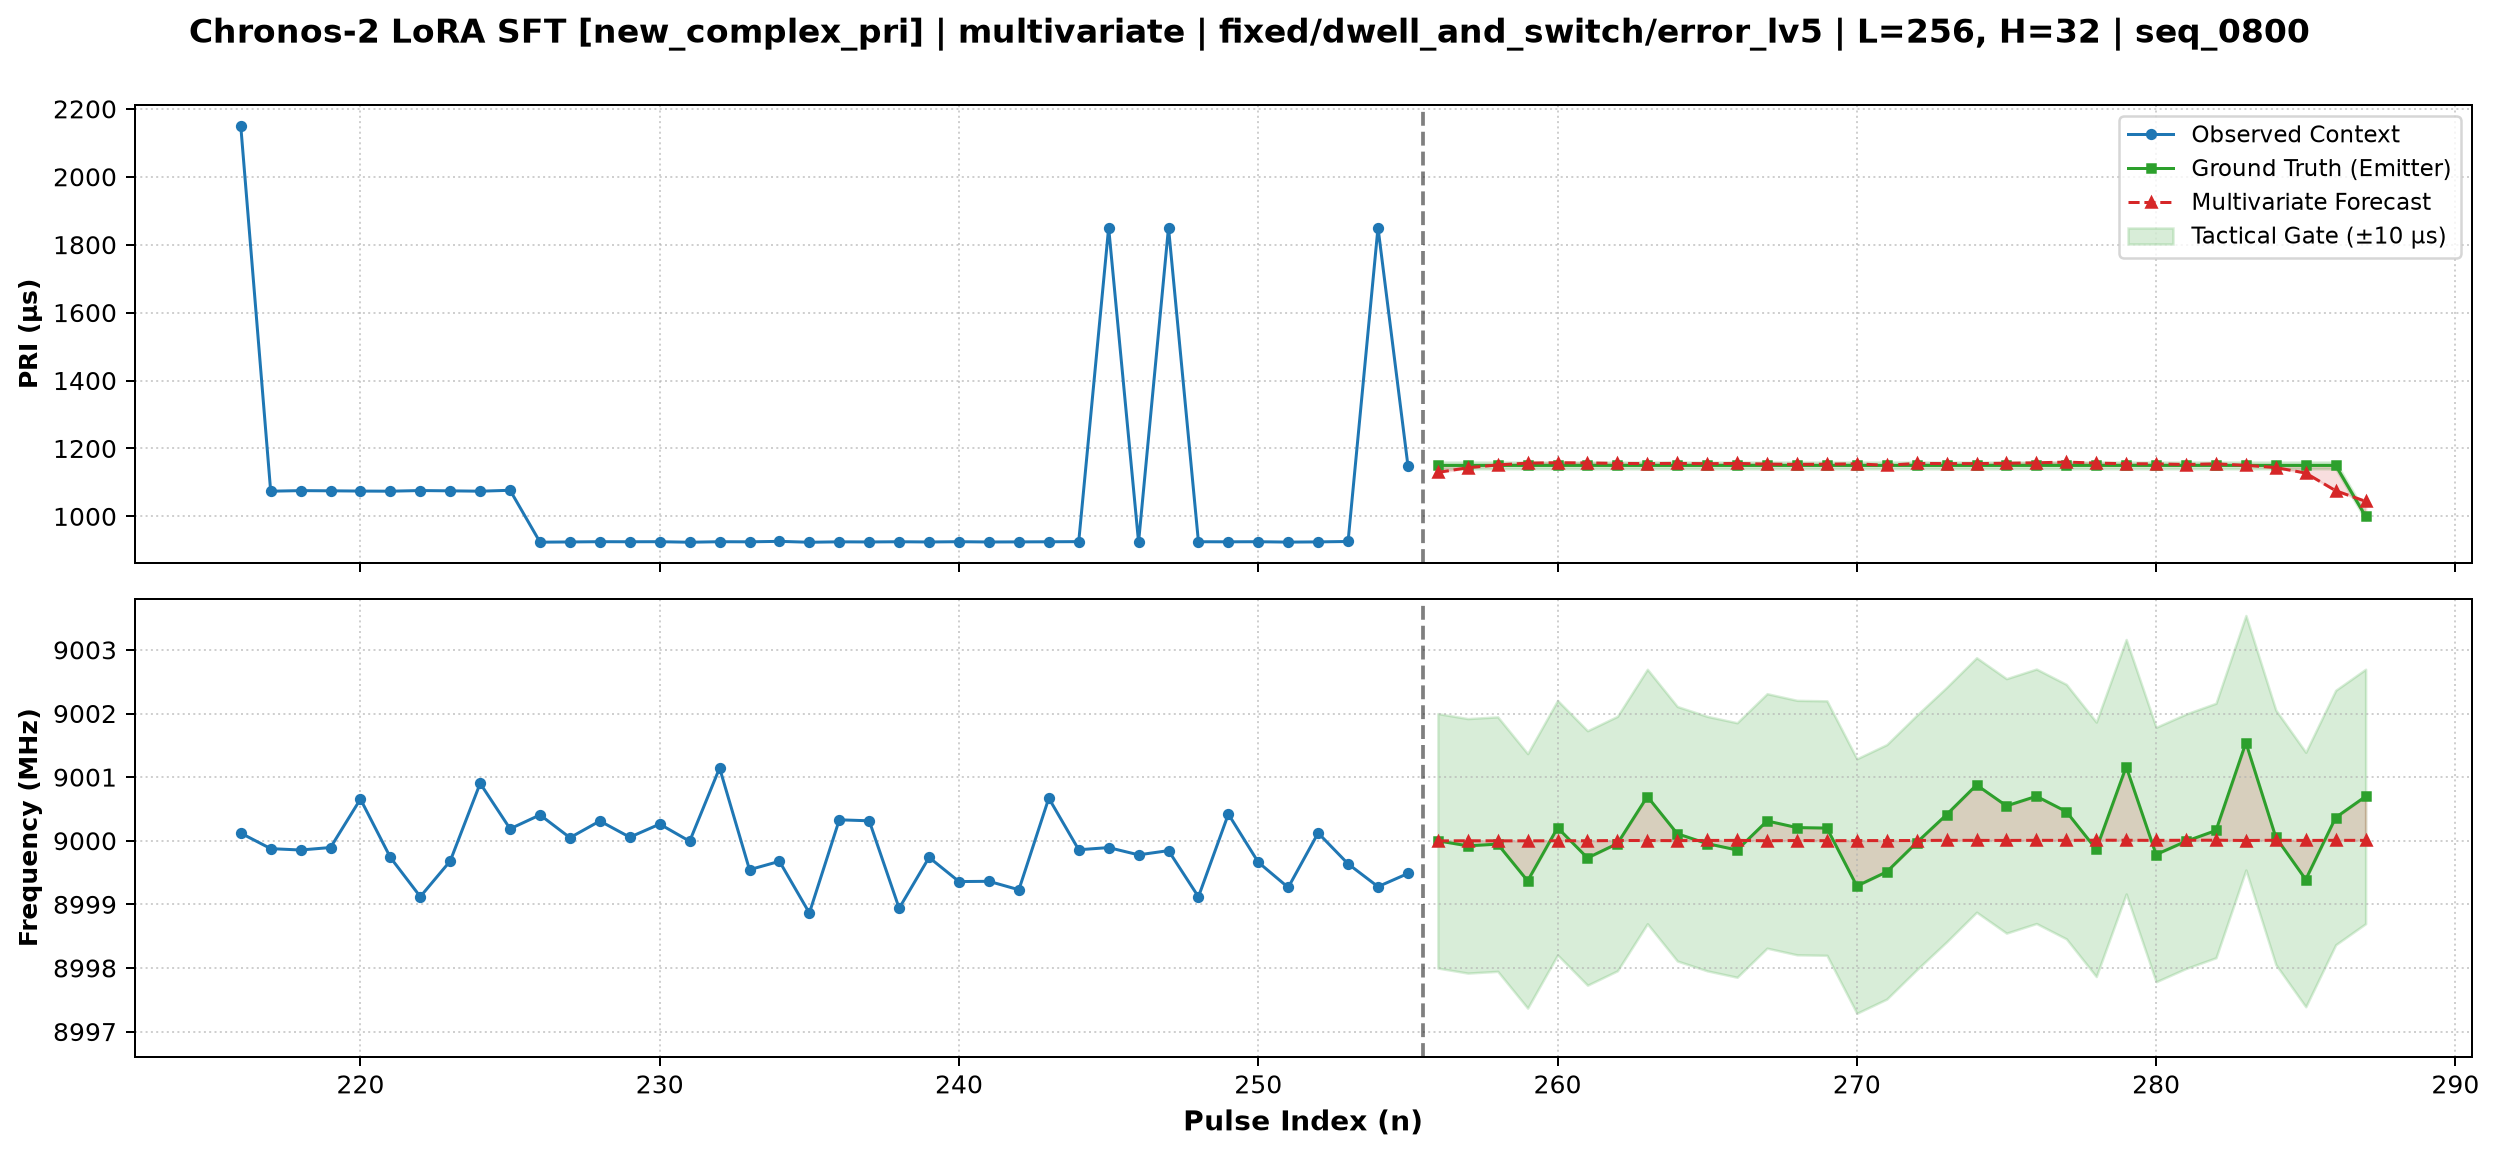 Chronos-2 LoRA SFT [new_complex_pri] | multivariate | fixed/dwell_and_switch/error_lv5 | L=256, H=32 | seq_0800
2200
2000
1800
1600
1400
1200
1000
PRI (µs)
Observed Context
Ground Truth (Emitter)
Multivariate Forecast
Tactical Gate (±10 µs)
9003
9002
9001
9000
8999
8998
8997
Frequency (MHz)
220
230
240
250
260
270
280
290
Pulse Index (n)